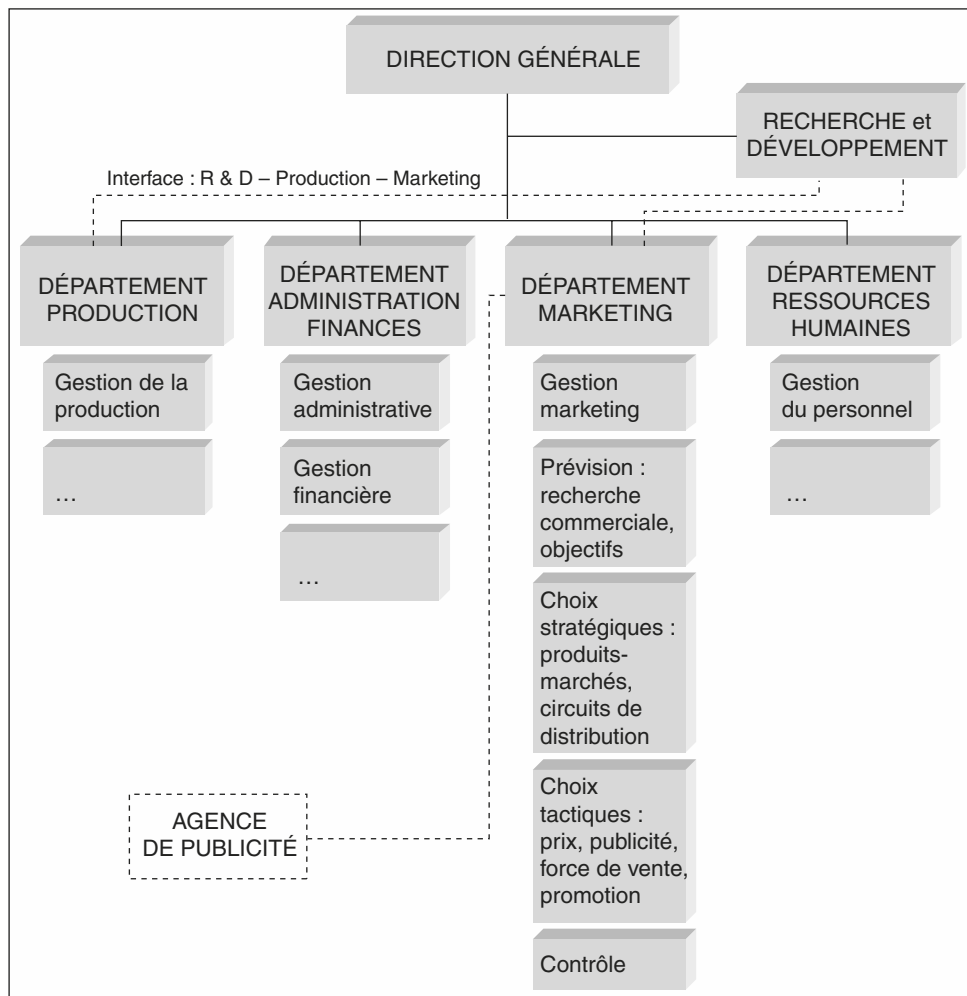 DIRECTION GÉNÉRALE
RECHERCHE et
DÉVELOPPEMENT
Interface : R & D – Production – Marketing
DÉPARTEMENT
PRODUCTION
Gestion de la
production
…
DÉPARTEMENT
ADMINISTRATION
FINANCES
Gestion
administrative
Gestion
financière
…
DÉPARTEMENT
MARKETING
Gestion
marketing
Prévision :
recherche
commerciale,
objectifs
Choix
stratégiques :
produits-
marchés,
circuits de
distribution
Choix
tactiques :
prix, publicité,
force de vente,
promotion
Contrôle
DÉPARTEMENT
RESSOURCES
HUMAINES
Gestion
du personnel
…
AGENCE
DE PUBLICITÉ